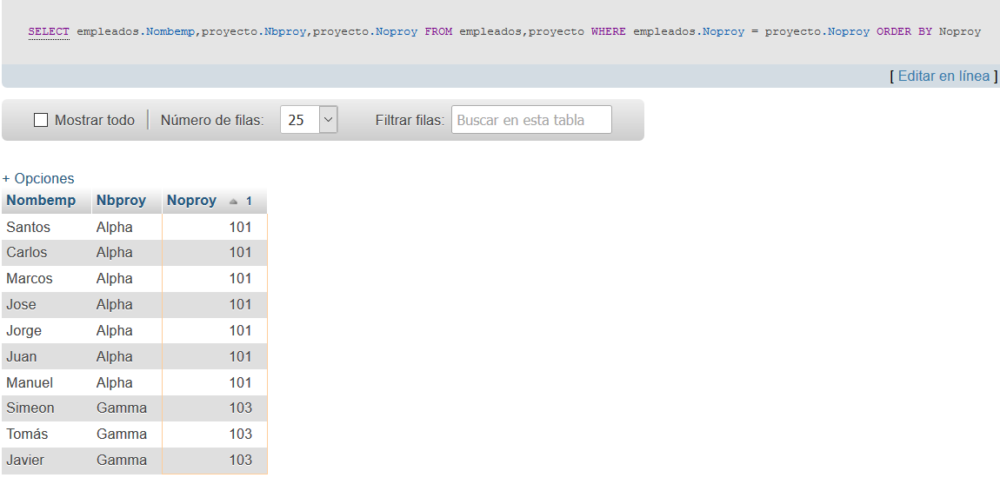 SELECT empleados.Nombemp,proyecto.Nbproy,proyecto.Noproy FROM empleados,proyecto WHERE empleados.Noproy = proyecto.Noproy ORDER BY Noproy
[ Editar en línea ]
Mostrar todo Número de filas: 25 Filtrar filas: Buscar en esta tabla
+ Opciones
Nombemp Nbproy Noproy 1
Santos Alpha 101
Carlos Alpha 101
Marcos Alpha 101
Jose Alpha 101
Jorge Alpha 101
Juan Alpha 101
Manuel Alpha 101
Simeon Gamma 103
Tomás Gamma 103
Javier Gamma 103